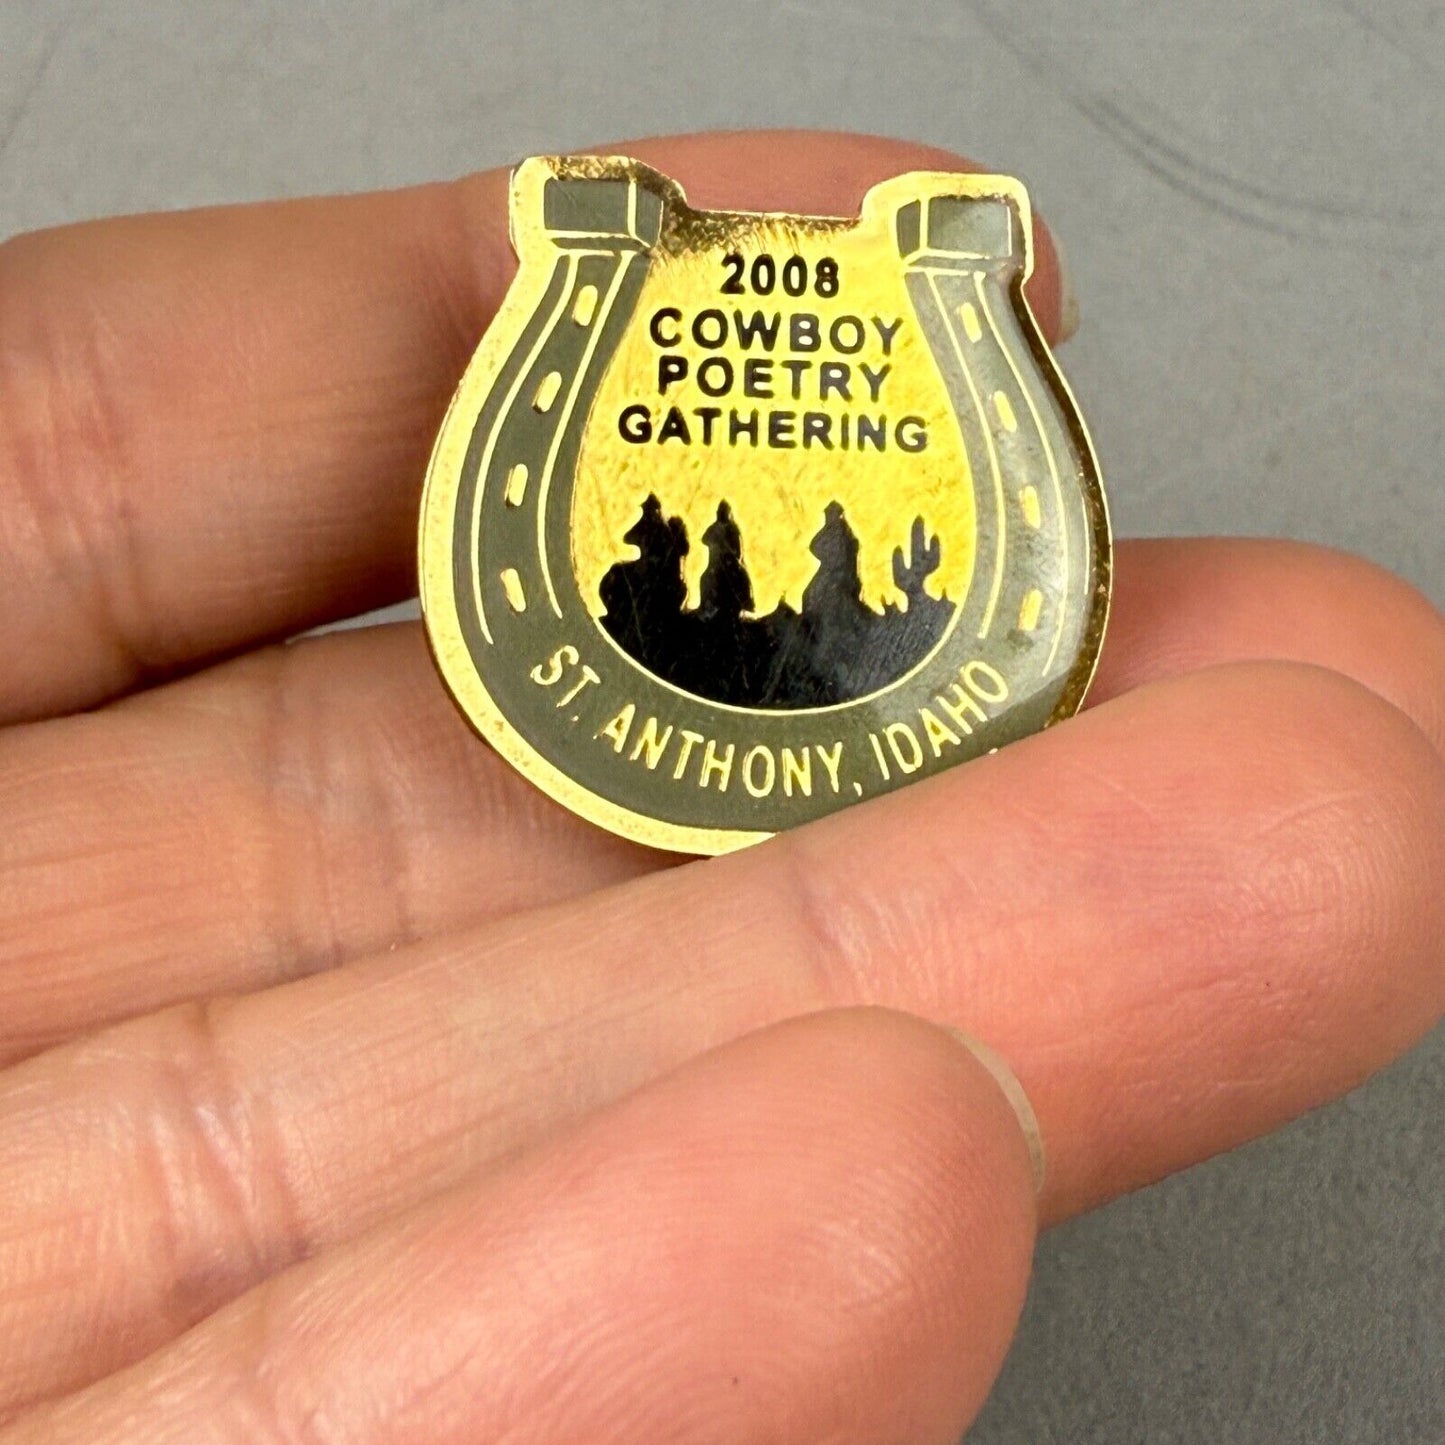 2008
COWBOY
POETRY
GATHERING
ST. ANTHONY, IDAHO